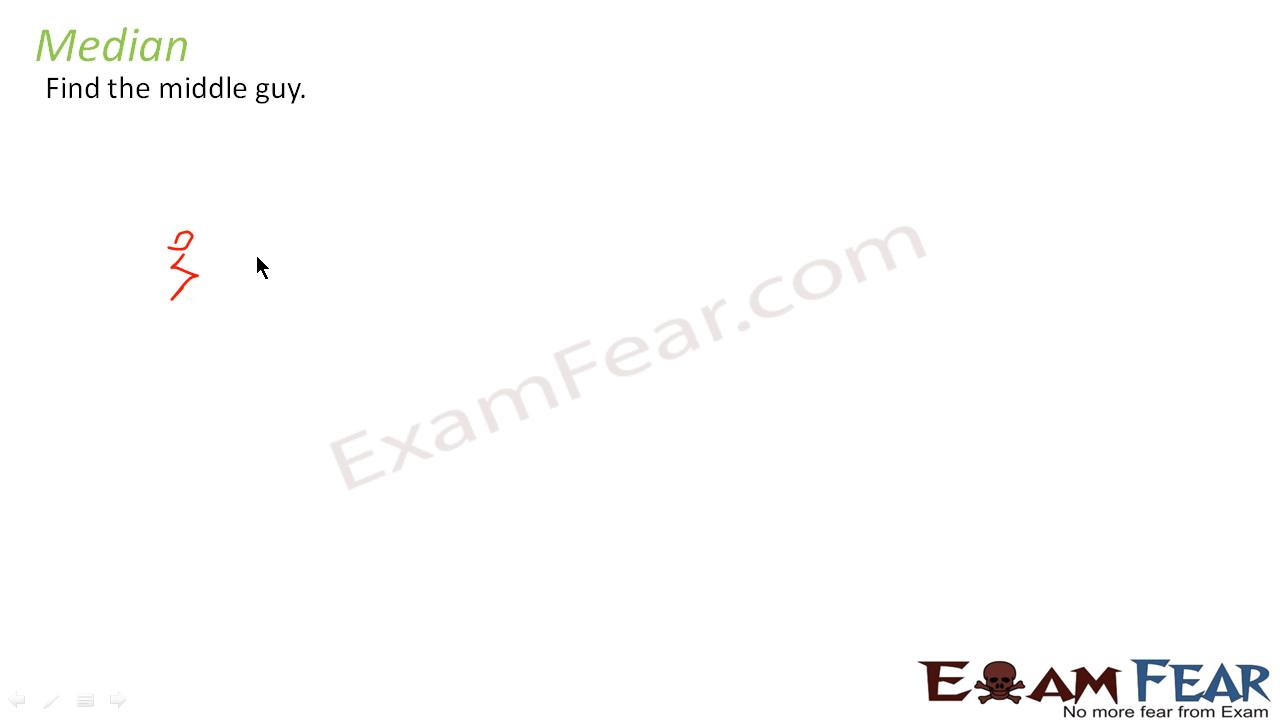 Median
Find the middle guy.
ExamFear.com
EXAM FEAR
No more fear from Exam